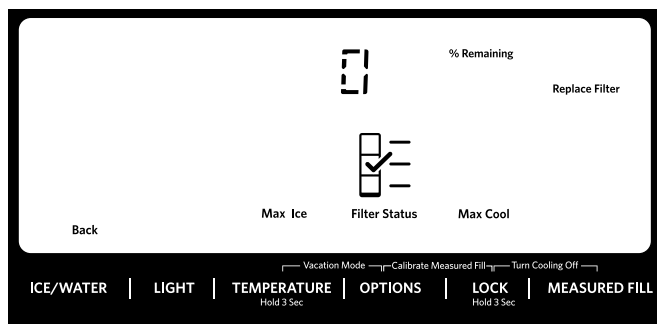 0
% Remaining
Replace Filter
Max Ice Filter Status Max Cool
Back
Vacation Mode Calibrate Measured Fill Turn Cooling Off
ICE/WATER | LIGHT | TEMPERATURE | OPTIONS | LOCK | MEASURED FILL
Hold 3 Sec Hold 3 Sec